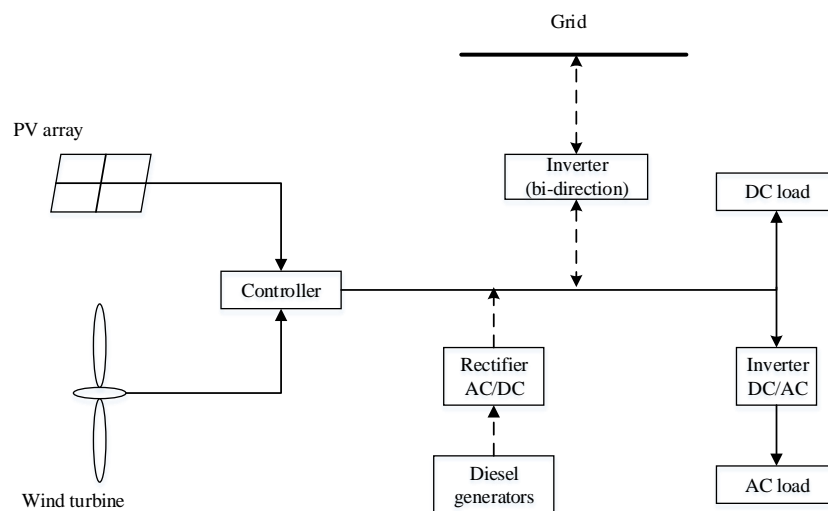 Grid
PV array
Inverter
(bi-direction)
DC load
Controller
Rectifier
AC/DC
Inverter
DC/AC
Diesel
generators
AC load
Wind turbine